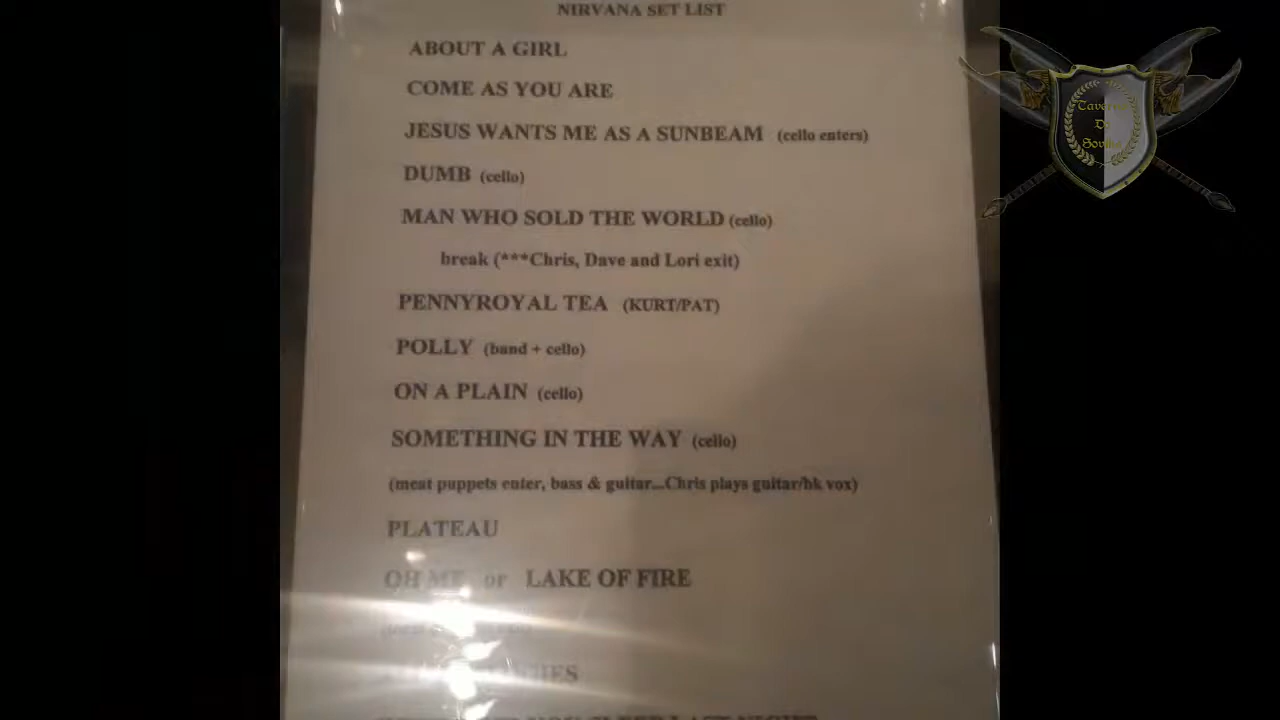 NIRVANA SET LIST
ABOUT A GIRL
COME AS YOU ARE
JESUS WANTS ME AS A SUNBEAM (cello enters)
DUMB (cello)
MAN WHO SOLD THE WORLD (cello)
break (***Chris, Dave and Lori exit)
PENNYROYAL TEA (KURT/PAT)
POLLY (band + cello)
ON A PLAIN (cello)
SOMETHING IN THE WAY (cello)
(meat puppets enter, bass & guitar...Chris plays guitar/bk vox)
PLATEAU
OH ME or LAKE OF FIRE